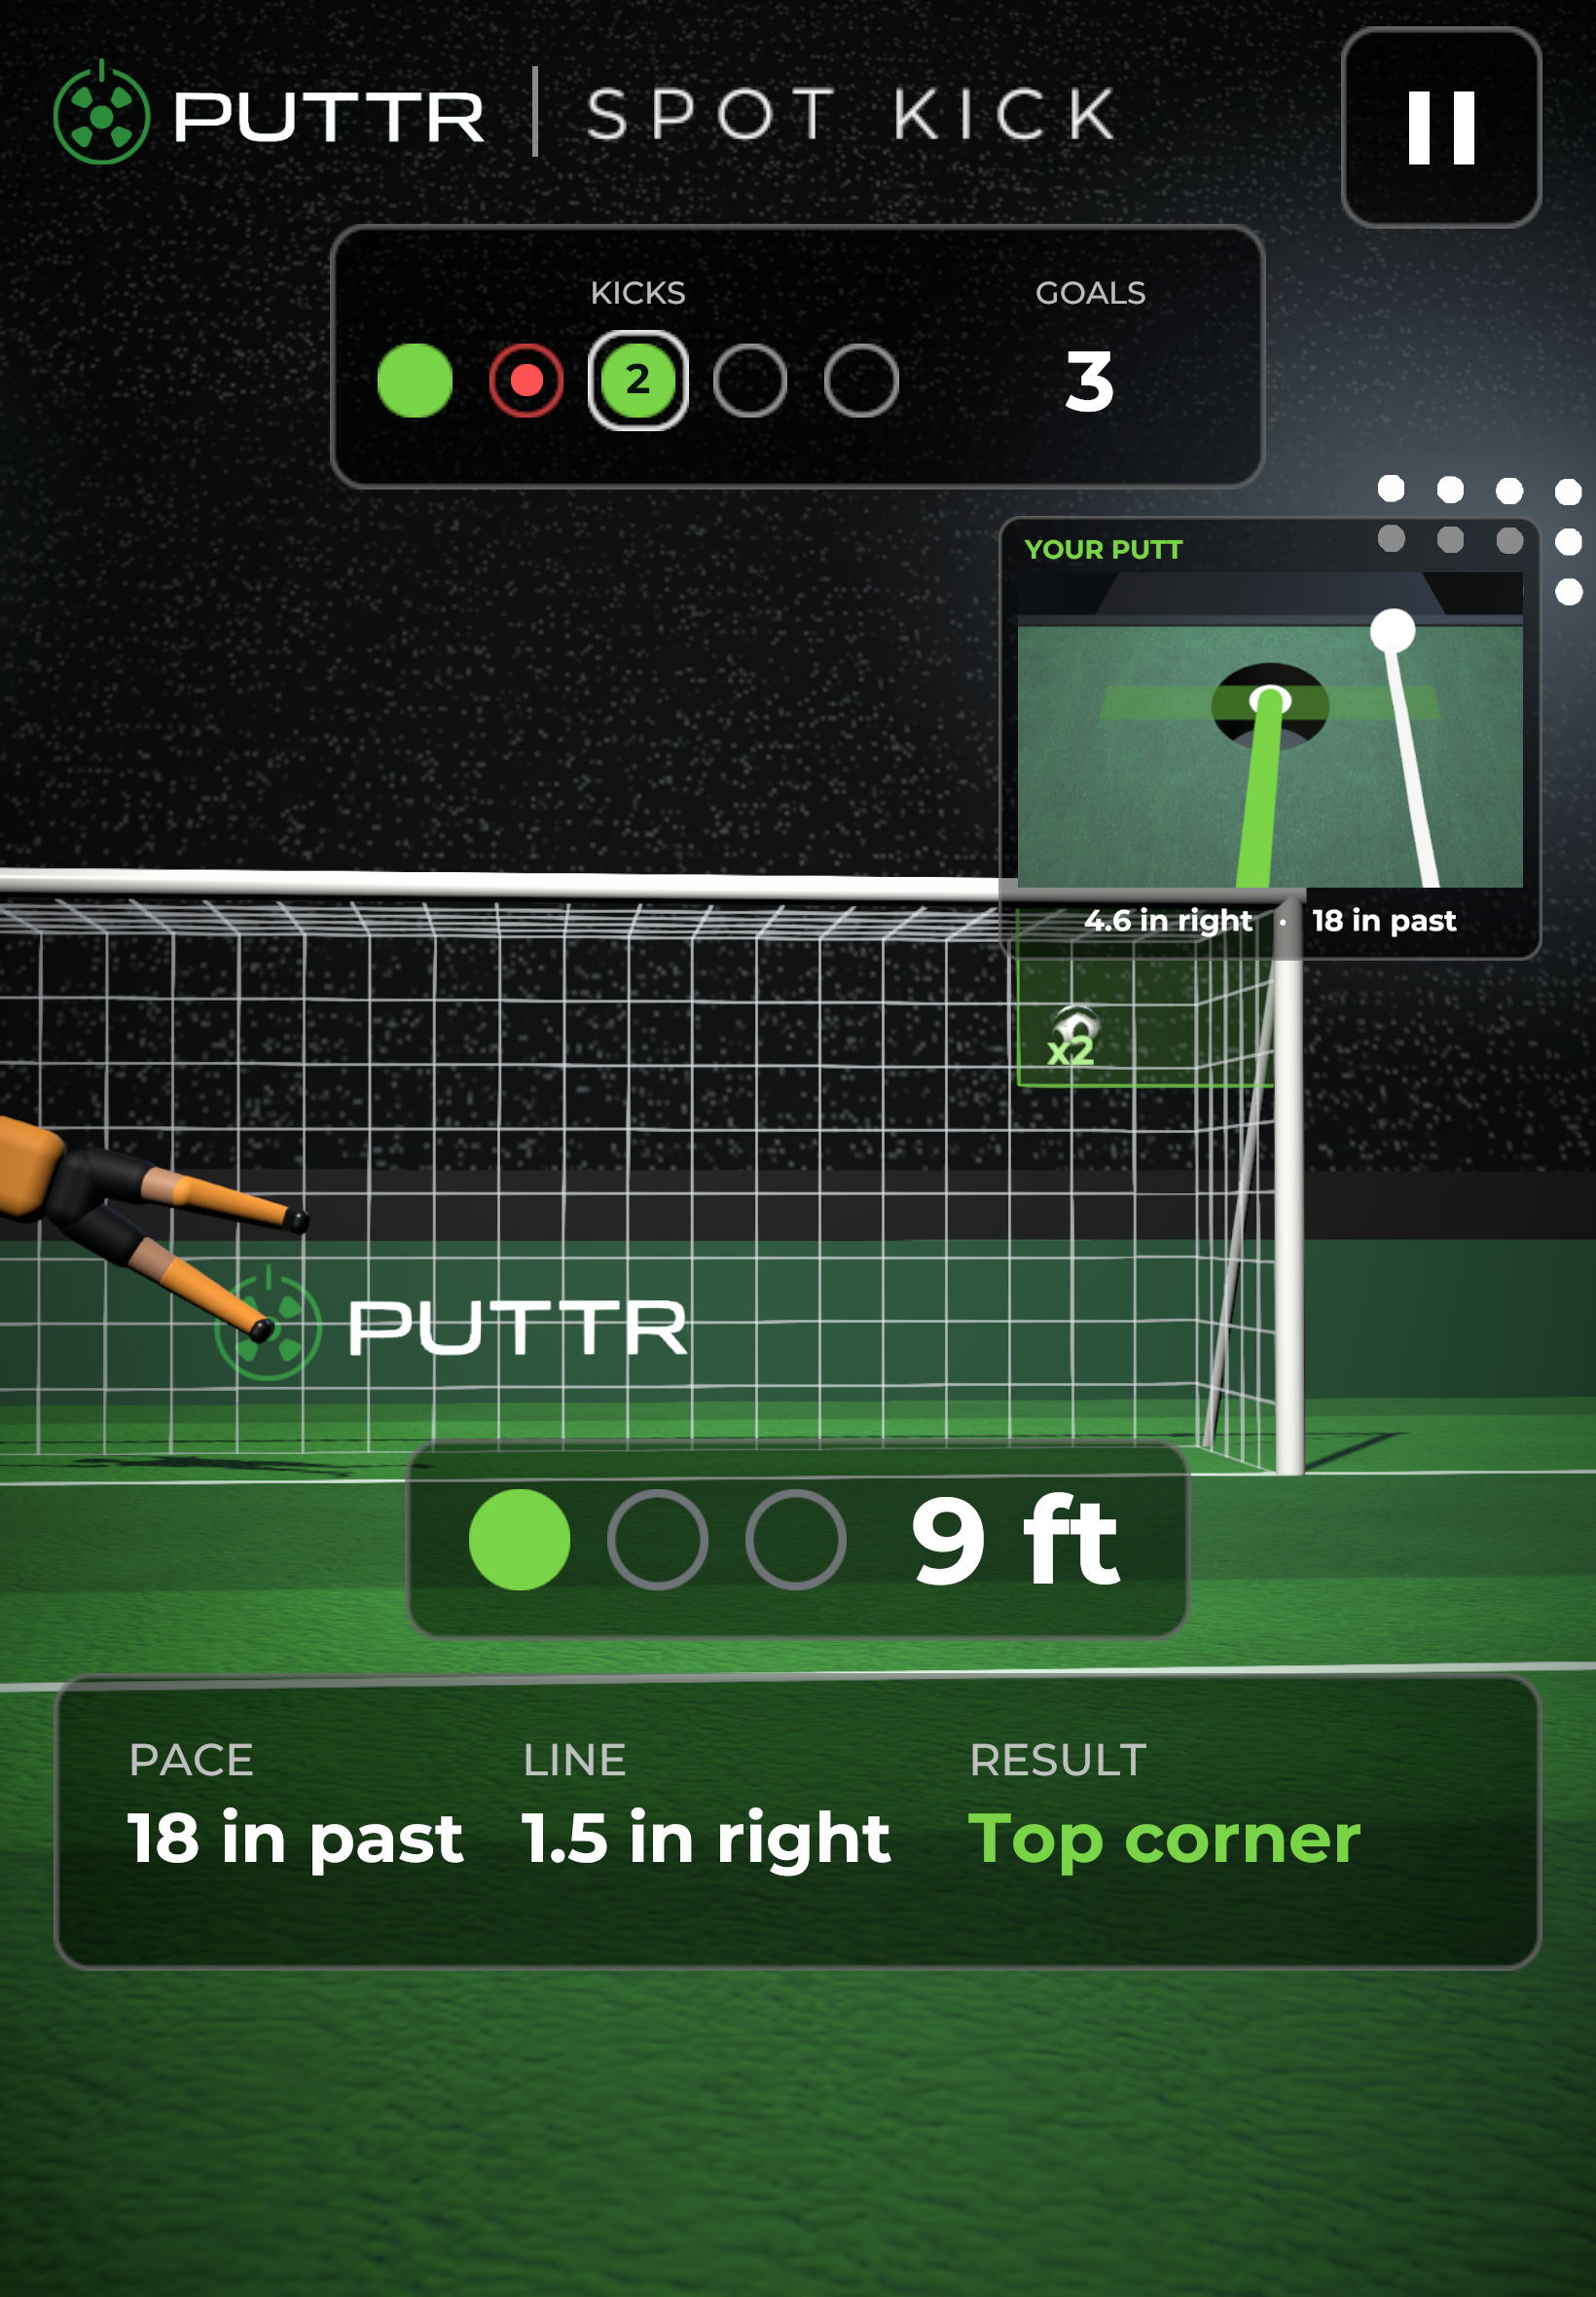 PUTTR | SPOT KICK
KICKS GOALS
2 3
YOUR PUTT
4.6 in right · 18 in past
x2
PUTTR
9 ft
PACE LINE RESULT
18 in past 1.5 in right Top corner